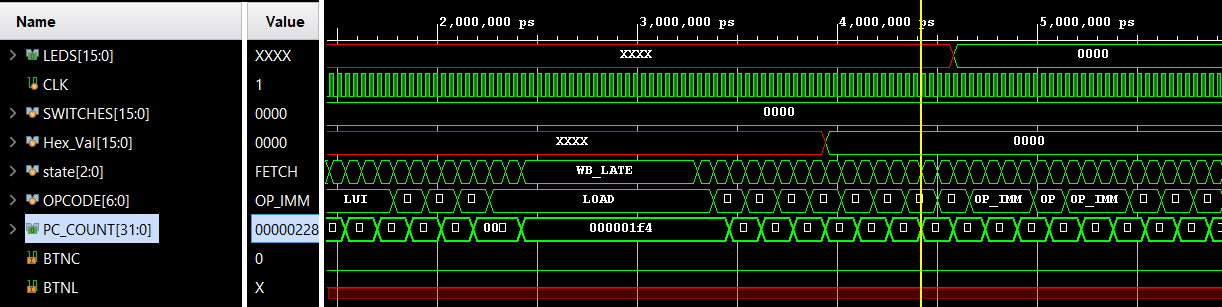 Name Value 2,000,000 ps 3,000,000 ps 4,000,000 ps 5,000,000 ps
LEDS[15:0] XXXX XXXX 0000
CLK 1
SWITCHES[15:0] 0000 0000
Hex_Val[15:0] 0000 XXXX 0000
state[2:0] FETCH WB_LATE
OPCODE[6:0] OP_IMM LUI LOAD OP_IMM OP OP_IMM
PC_COUNT[31:0] 00000228 00 000001f4
BTNC 0
BTNL X